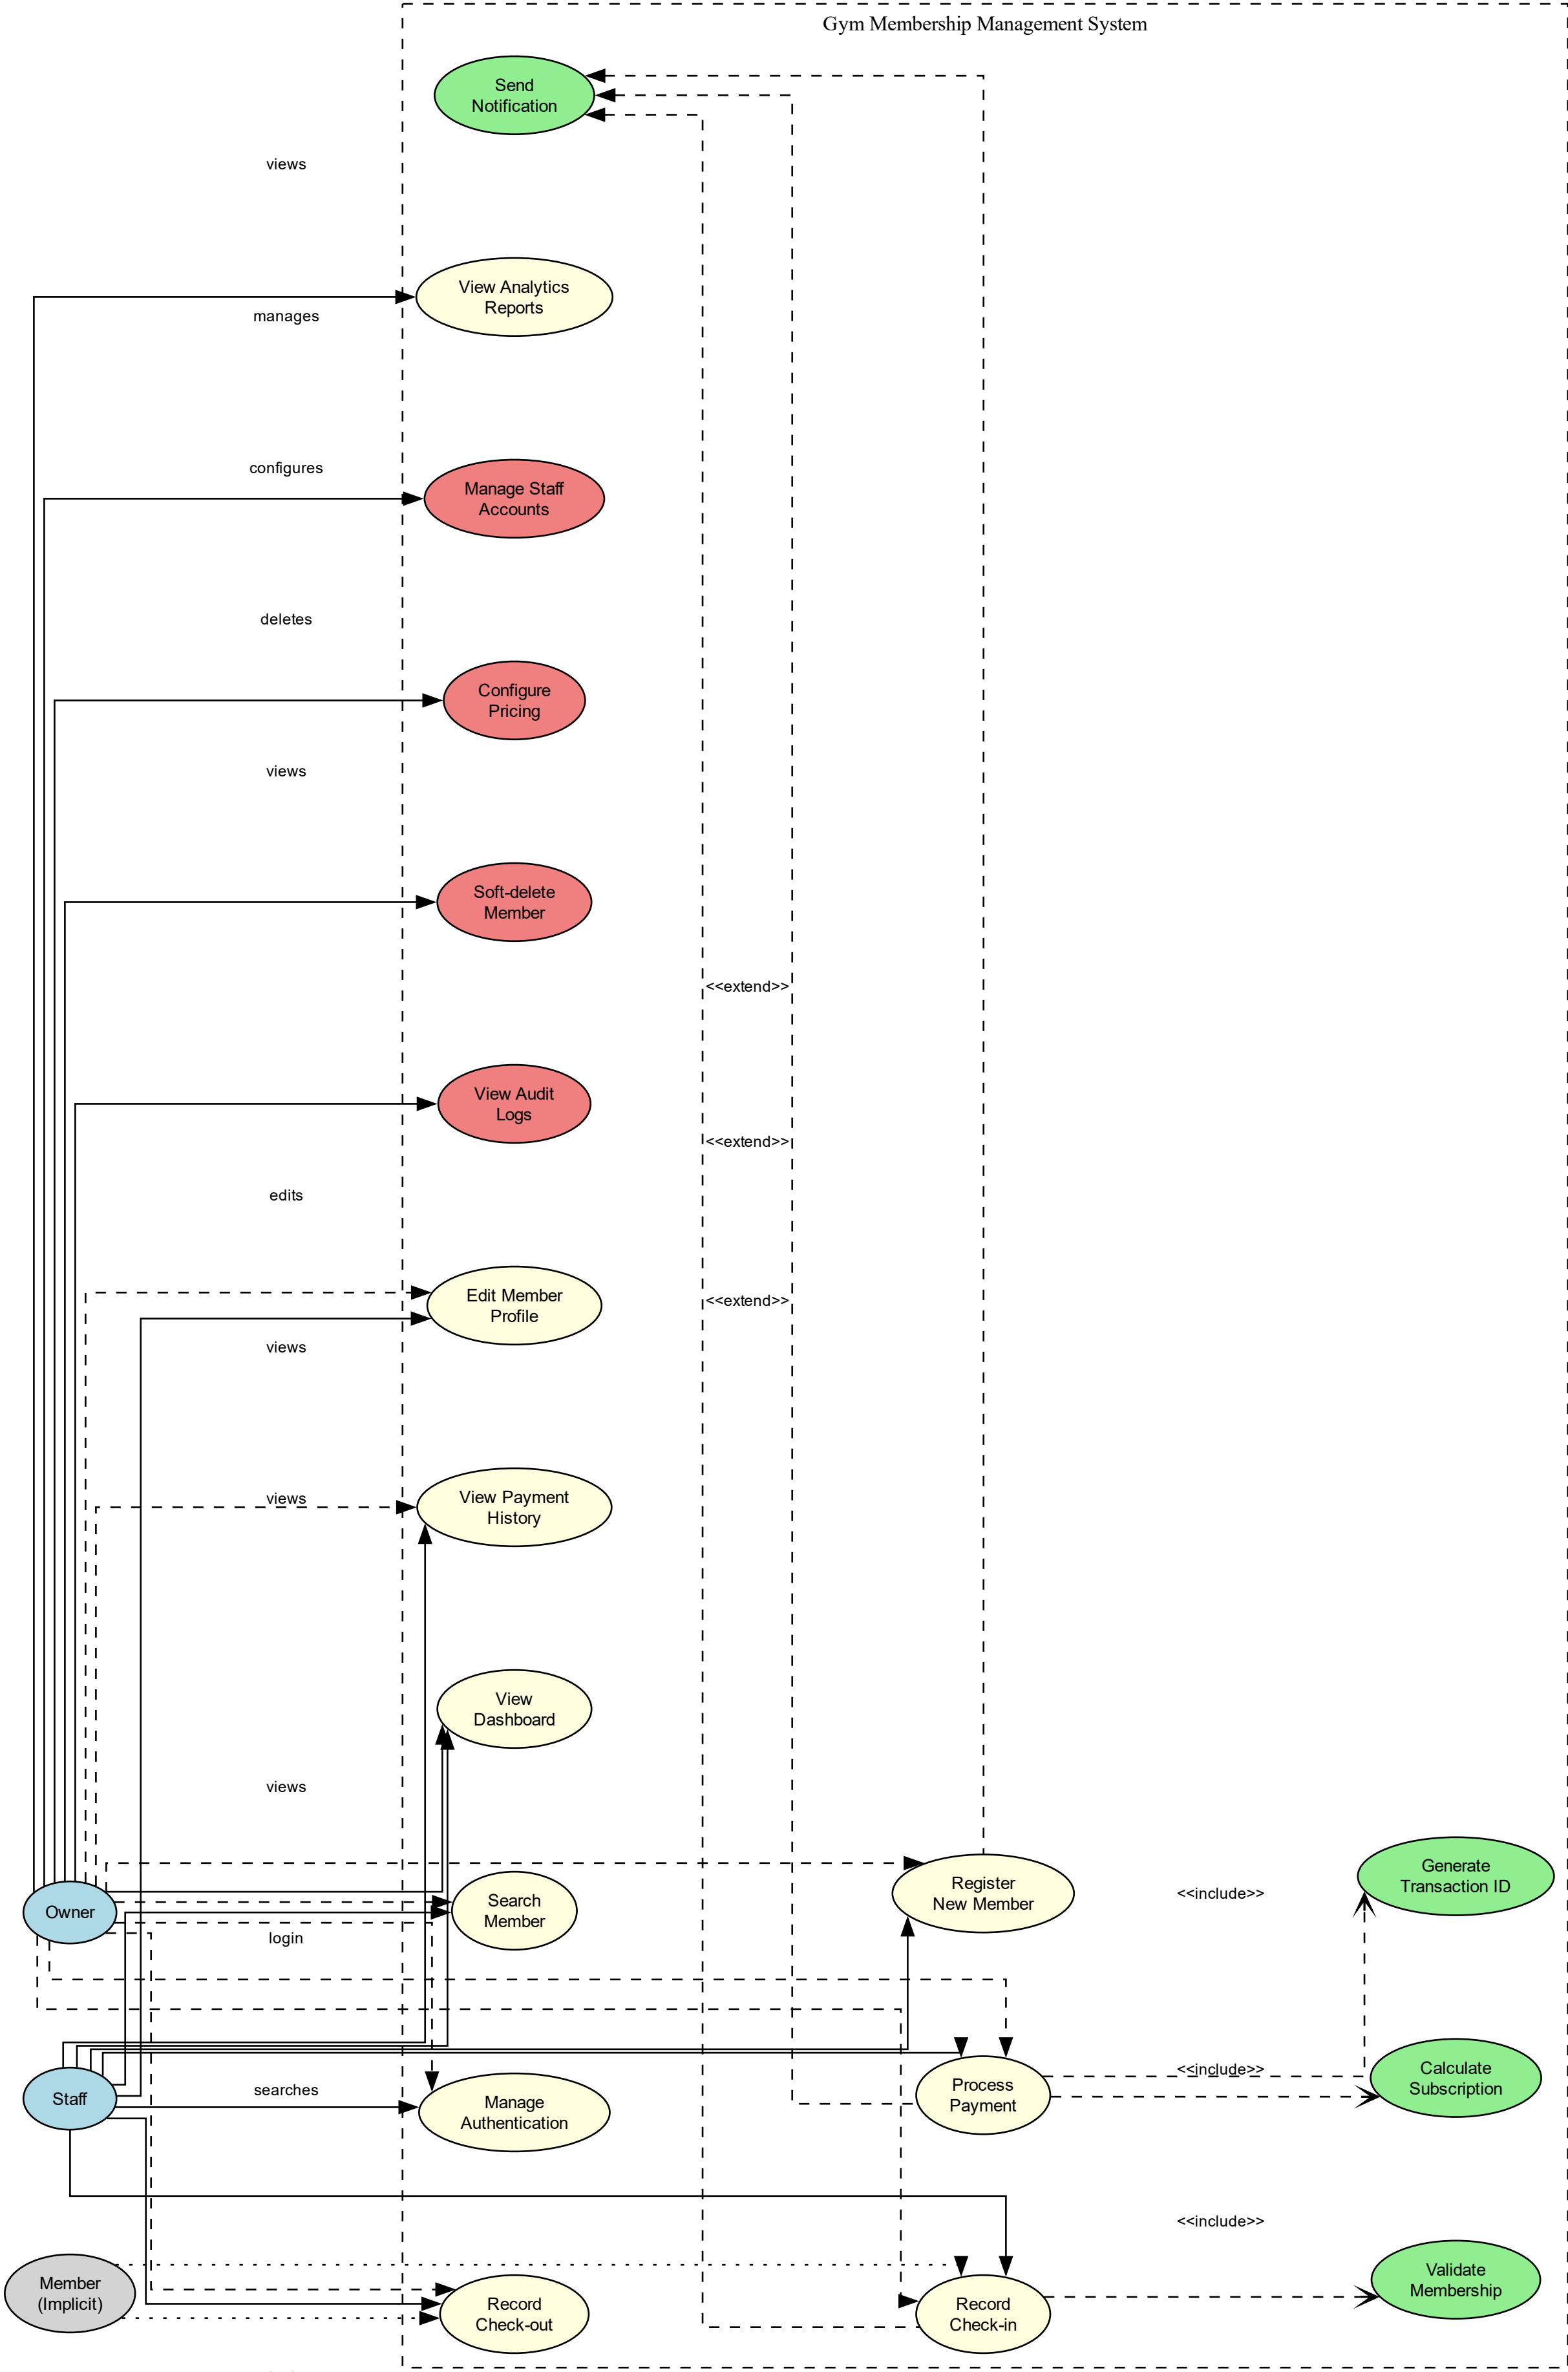 Gym Membership Management System
Send
Notification
views
View Analytics
Reports
manages
configures
Manage Staff
Accounts
deletes
Configure
Pricing
views
Soft-delete
Member
<<extend>>
View Audit
Logs
<<extend>>
edits
Edit Member
Profile
<<extend>>
views
View Payment
History
views
View
Dashboard
views
Generate
Transaction ID
Register
New Member
<<include>>
Search
Member
Owner
login
Calculate
Subscription
<<include>>
Process
Payment
Staff
searches
Manage
Authentication
<<include>>
Validate
Membership
Member
(Implicit)
Record
Check-out
Record
Check-in